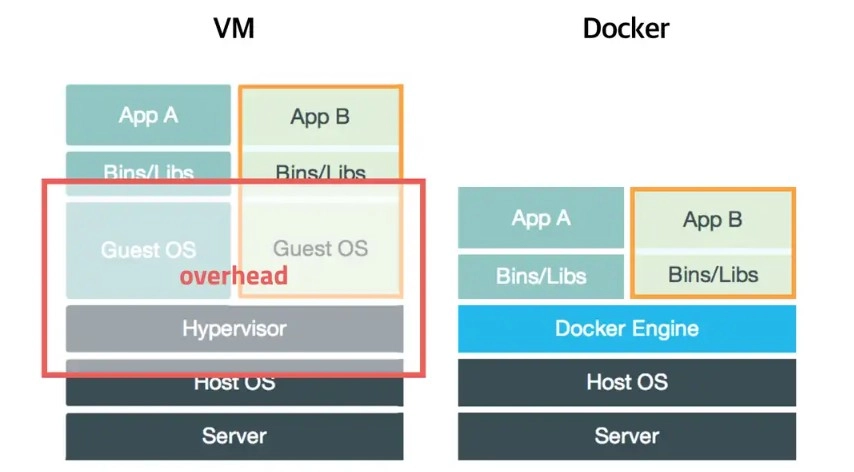 VM
App A
App B
Bins/Libs
Bins/Libs
Guest OS
Guest OS
overhead
Hypervisor
Host OS
Server
Docker
App A
App B
Bins/Libs
Bins/Libs
Docker Engine
Host OS
Server